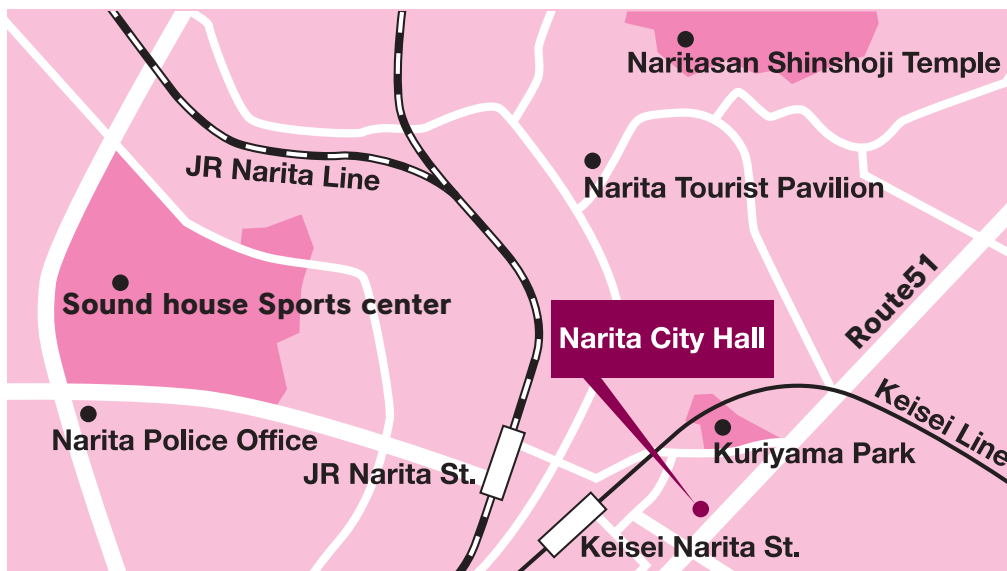 Naritasan Shinshoji Temple
JR Narita Line
Narita Tourist Pavilion
Route51
Sound house Sports center
Narita City Hall
Keisei Line
Narita Police Office
Kuriyama Park
JR Narita St.
Keisei Narita St.